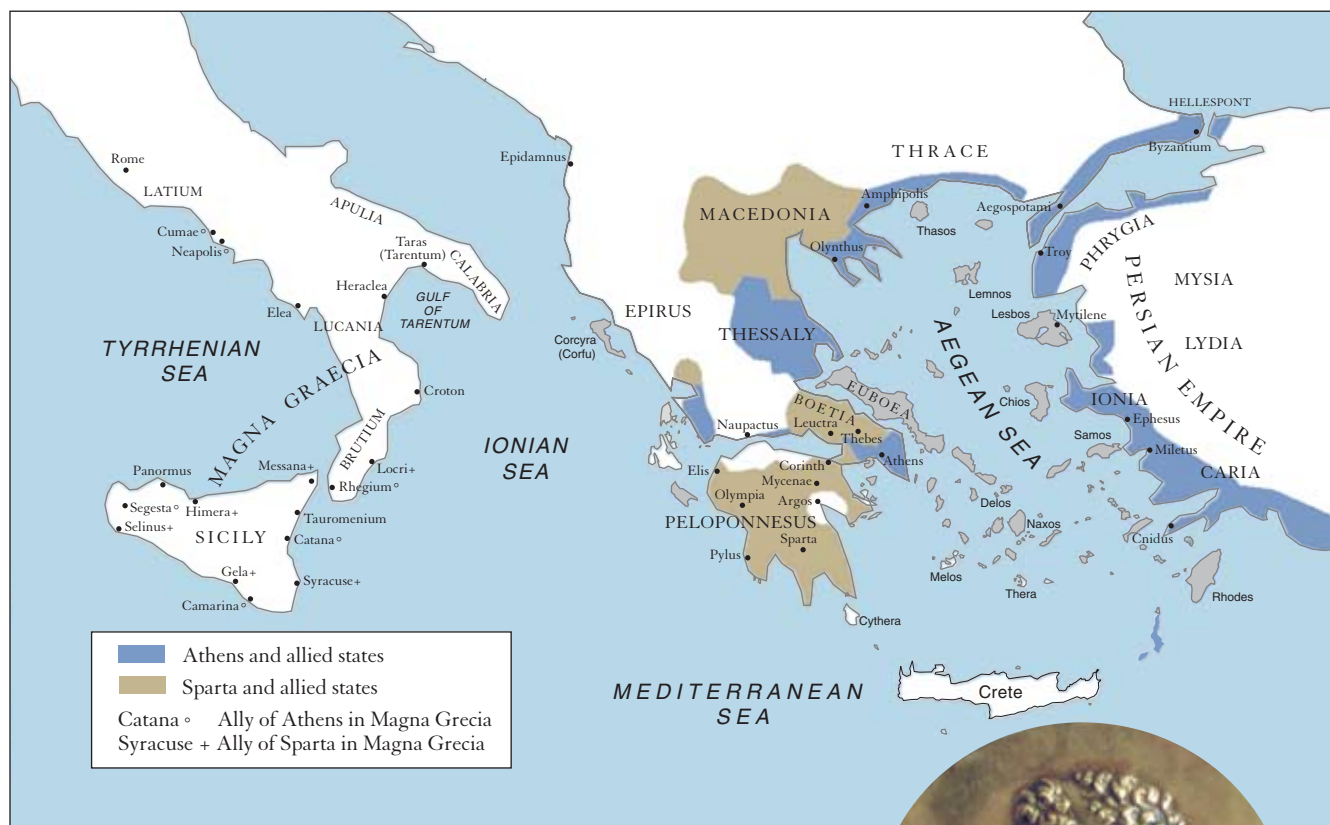 HELLESPONT
Byzantium
THRACE
Epidamnus
Rome
LATIUM
APULIA
MACEDONIA
Amphipolis
Aegospotami
Thasos
PHRYGIA
Cumae °
Neapolis °
Taras
(Tarentum)
CALABRIA
Olynthus
Troy
PERSIAN EMPIRE
MYSIA
Heraclea
GULF
OF
TARENTUM
Lemnos
Elea
LUCANIA
EPIRUS
Lesbos
Mytilene
THESSALY
AEGEAN SEA
LYDIA
TYRRHENIAN
SEA
Corcyra
(Corfu)
MAGNA GRAECIA
Croton
EUBOEA
Chios
IONIA
BOETIA
Ephesus
Leuctra
Naupactus
Thebes
IONIAN
SEA
BRUTIUM
Samos
Miletus
Athens
Messana+
Locri+
Panormus
Rhegium °
Corinth
Elis
Mycenae
CARIA
Segesta °
Himera+
Olympia
Argos
Delos
Selinus+
Tauromenium
PELOPONNESUS
Naxos
SICILY
Catana °
Sparta
Cnidus
Pylus
Melos
Gela+
Syracuse+
Thera
Rhodes
Camarina °
Cythera
Athens and allied states
Sparta and allied states
Catana ° Ally of Athens in Magna Grecia
Syracuse + Ally of Sparta in Magna Grecia
MEDITERRANEAN
SEA
Crete